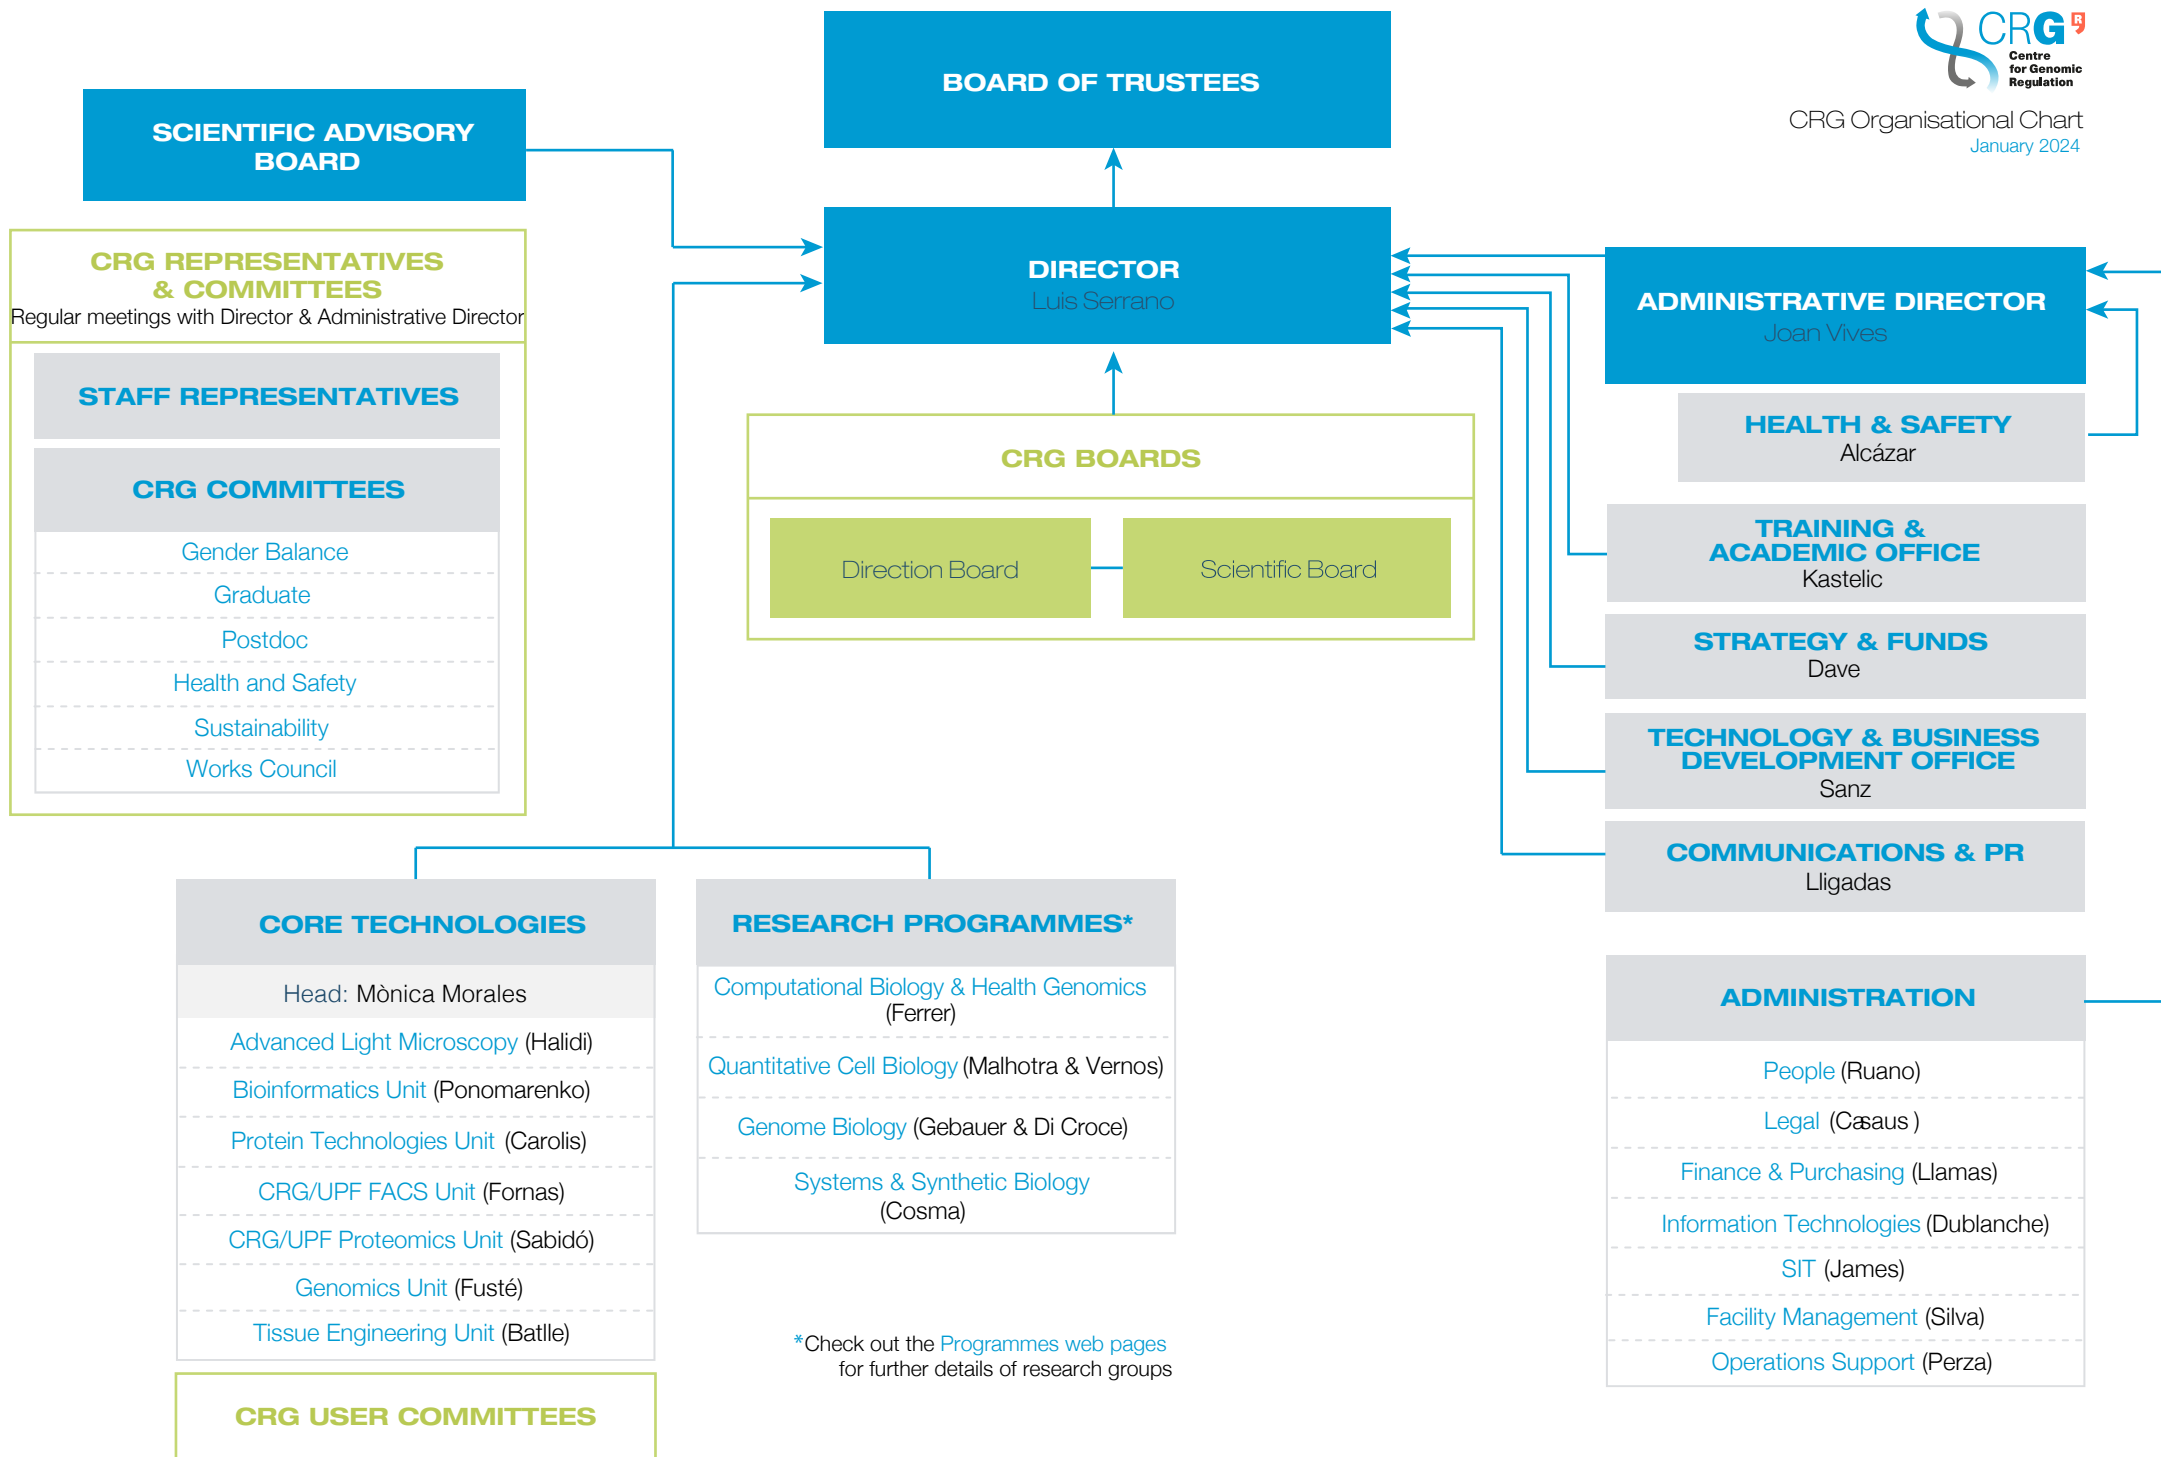 CRG
R
Centre
for Genomic
Regulation
CRG Organisational Chart
January 2024
BOARD OF TRUSTEES
SCIENTIFIC ADVISORY
BOARD
DIRECTOR
Luis Serrano
ADMINISTRATIVE DIRECTOR
Joan Vives
CRG REPRESENTATIVES
& COMMITTEES
Regular meetings with Director & Administrative Director
STAFF REPRESENTATIVES
CRG COMMITTEES
Gender Balance
Graduate
Postdoc
Health and Safety
Sustainability
Works Council
CRG BOARDS
Direction Board
Scientific Board
HEALTH & SAFETY
Alcázar
TRAINING &
ACADEMIC OFFICE
Kastelic
STRATEGY & FUNDS
Dave
TECHNOLOGY & BUSINESS
DEVELOPMENT OFFICE
Sanz
COMMUNICATIONS & PR
Lligadas
CORE TECHNOLOGIES
Head: Mònica Morales
Advanced Light Microscopy (Halidi)
Bioinformatics Unit (Ponomarenko)
Protein Technologies Unit (Carolis)
CRG/UPF FACS Unit (Fornas)
CRG/UPF Proteomics Unit (Sabidó)
Genomics Unit (Fusté)
Tissue Engineering Unit (Batlle)
CRG USER COMMITTEES
RESEARCH PROGRAMMES*
Computational Biology & Health Genomics
(Ferrer)
Quantitative Cell Biology (Malhotra & Vernos)
Genome Biology (Gebauer & Di Croce)
Systems & Synthetic Biology
(Cosma)
*Check out the Programmes web pages
for further details of research groups
ADMINISTRATION
People (Ruano)
Legal (Casaus )
Finance & Purchasing (Llamas)
Information Technologies (Dublanche)
SIT (James)
Facility Management (Silva)
Operations Support (Perza)